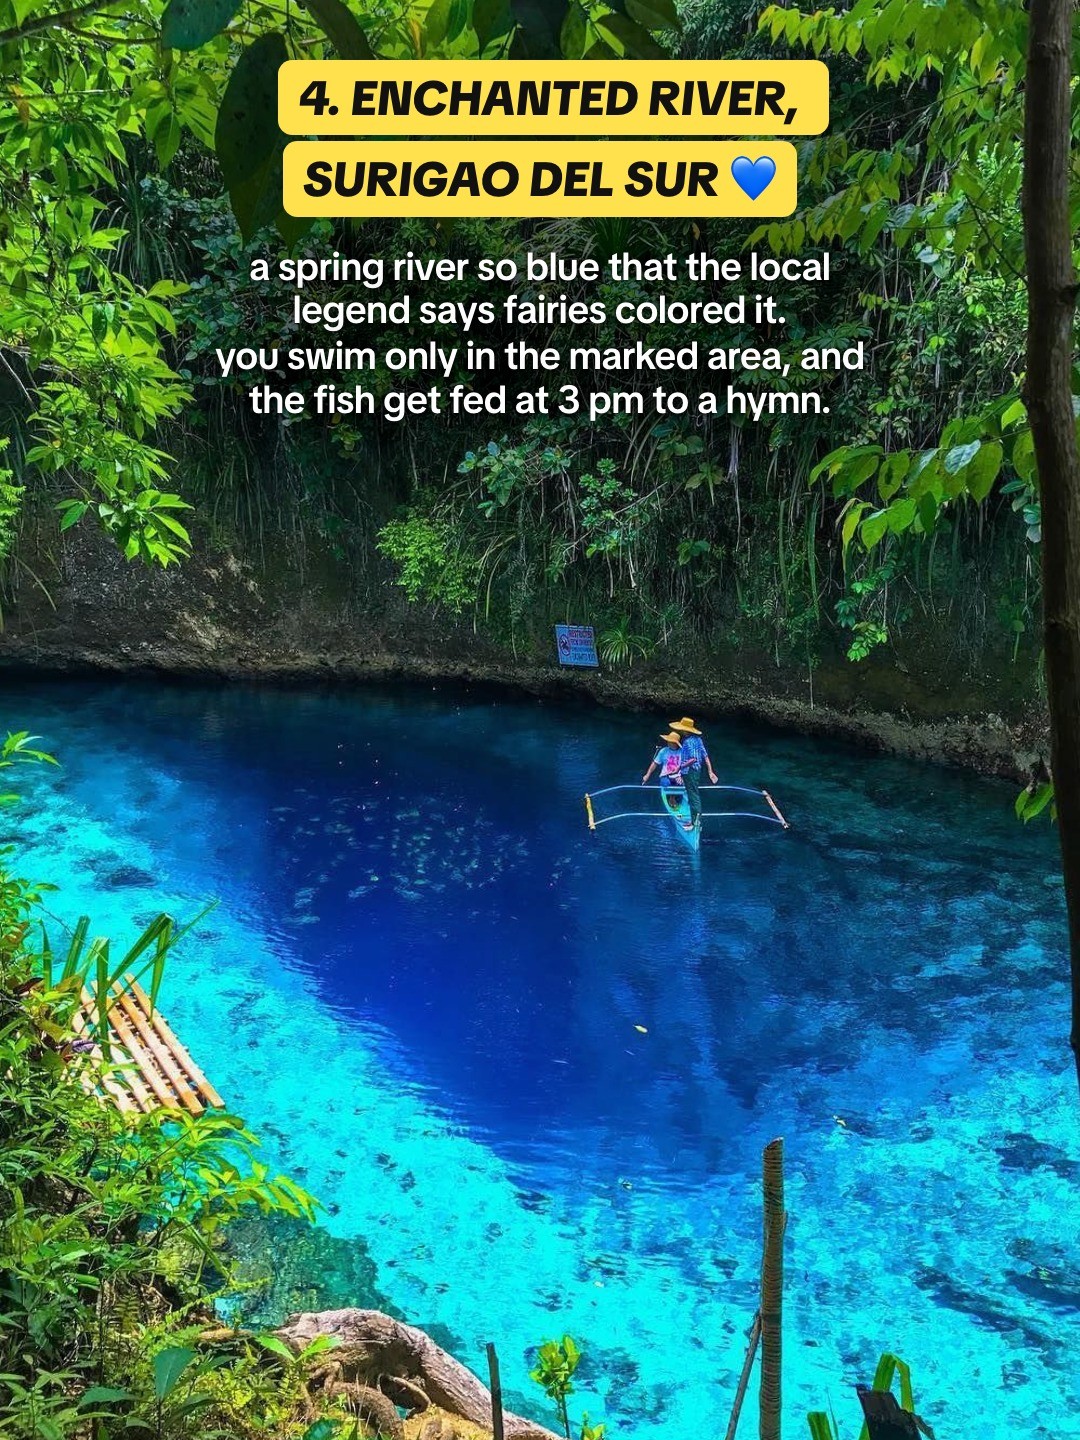 4. ENCHANTED RIVER,
SURIGAO DEL SUR 💙
a spring river so blue that the local
legend says fairies colored it.
you swim only in the marked area, and
the fish get fed at 3 pm to a hymn.
RESTRICTED